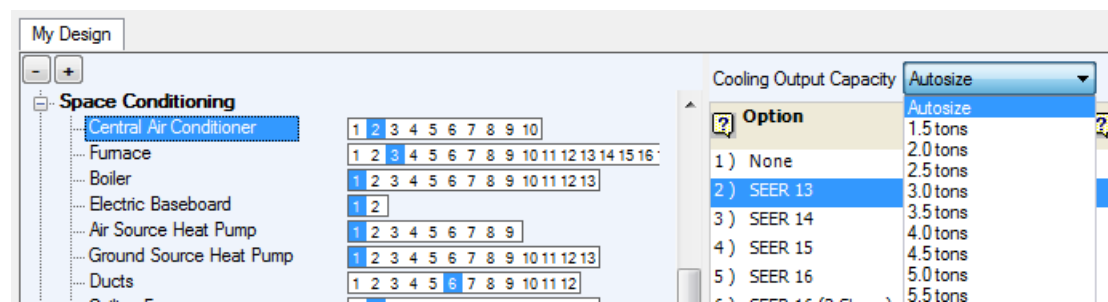 My Design
- +
Space Conditioning
Central Air Conditioner 1 2 3 4 5 6 7 8 9 10
Furnace 1 2 3 4 5 6 7 8 9 10 11 12 13 14 15 16
Boiler 1 2 3 4 5 6 7 8 9 10 11 12 13
Electric Baseboard 1 2
Air Source Heat Pump 1 2 3 4 5 6 7 8 9
Ground Source Heat Pump 1 2 3 4 5 6 7 8 9 10 11 12 13
Ducts 1 2 3 4 5 6 7 8 9 10 11 12
Cooling Output Capacity Autosize
? Option ?
1 ) None
2 ) SEER 13
3 ) SEER 14
4 ) SEER 15
5 ) SEER 16
Autosize
1.5 tons
2.0 tons
2.5 tons
3.0 tons
3.5 tons
4.0 tons
4.5 tons
5.0 tons
5.5 tons